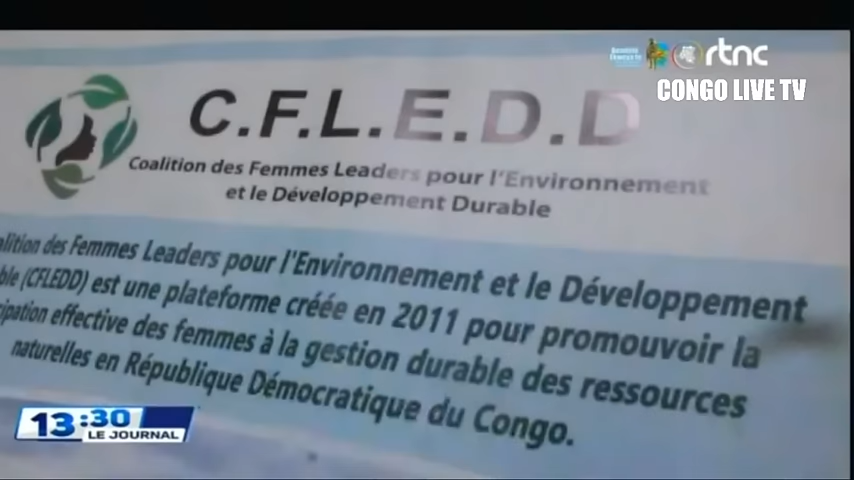 rtnc
CONGO LIVE TV
C.F.L.E.D.D
Coalition des Femmes Leaders pour l'Environnement
et le Développement Durable
alition des Femmes Leaders pour l'Environnement et le Développement
ble (CFLEDD) est une plateforme créée en 2011 pour promouvoir la
cipation effective des femmes à la gestion durable des ressources
naturelles en République Démocratique du Congo.
13:30
LE JOURNAL